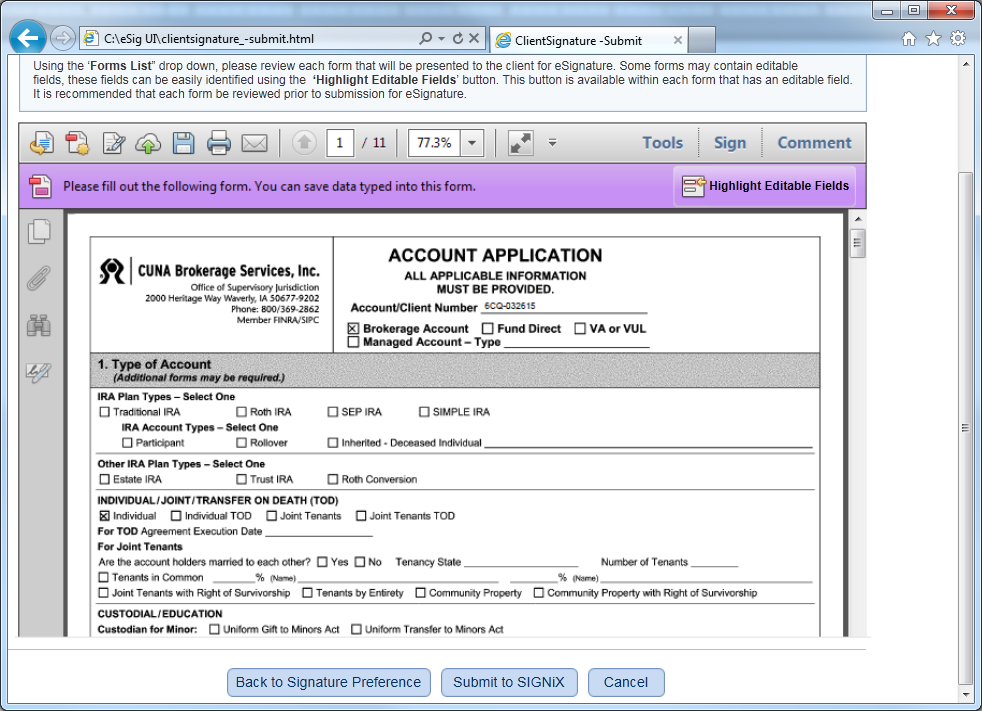 C:\eSig UI\clientsignature_-submit.html
ClientSignature -Submit
Using the 'Forms List" drop down, please review each form that will be presented to the client for eSignature. Some forms may contain editable
fields, these fields can be easily identified using the 'Highlight Editable Fields' button. This button is available within each form that has an editable field.
It is recommended that each form be reviewed prior to submission for eSignature.
1 / 11 77.3% Tools Sign Comment
Please fill out the following form. You can save data typed into this form.
Highlight Editable Fields
CUNA Brokerage Services, Inc.
Office of Supervisory Jurisdiction
2000 Heritage Way Waverly, IA 50677-9202
Phone: 800/369-2862
Member FINRA/SIPC
ACCOUNT APPLICATION
ALL APPLICABLE INFORMATION
MUST BE PROVIDED.
Account/Client Number 6CQ-032615
Brokerage Account Fund Direct VA or VUL
Managed Account – Type
1. Type of Account
(Additional forms may be required.)
IRA Plan Types – Select One
Traditional IRA Roth IRA SEP IRA SIMPLE IRA
IRA Account Types – Select One
Participant Rollover Inherited - Deceased Individual
Other IRA Plan Types – Select One
Estate IRA Trust IRA Roth Conversion
INDIVIDUAL/JOINT/TRANSFER ON DEATH (TOD)
Individual Individual TOD Joint Tenants Joint Tenants TOD
For TOD Agreement Execution Date
For Joint Tenants
Are the account holders married to each other? Yes No Tenancy State Number of Tenants
Tenants in Common % (Name) % (Name)
Joint Tenants with Right of Survivorship Tenants by Entirety Community Property Community Property with Right of Survivorship
CUSTODIAL/EDUCATION
Custodian for Minor: Uniform Gift to Minors Act Uniform Transfer to Minors Act
Back to Signature Preference Submit to SIGNiX Cancel